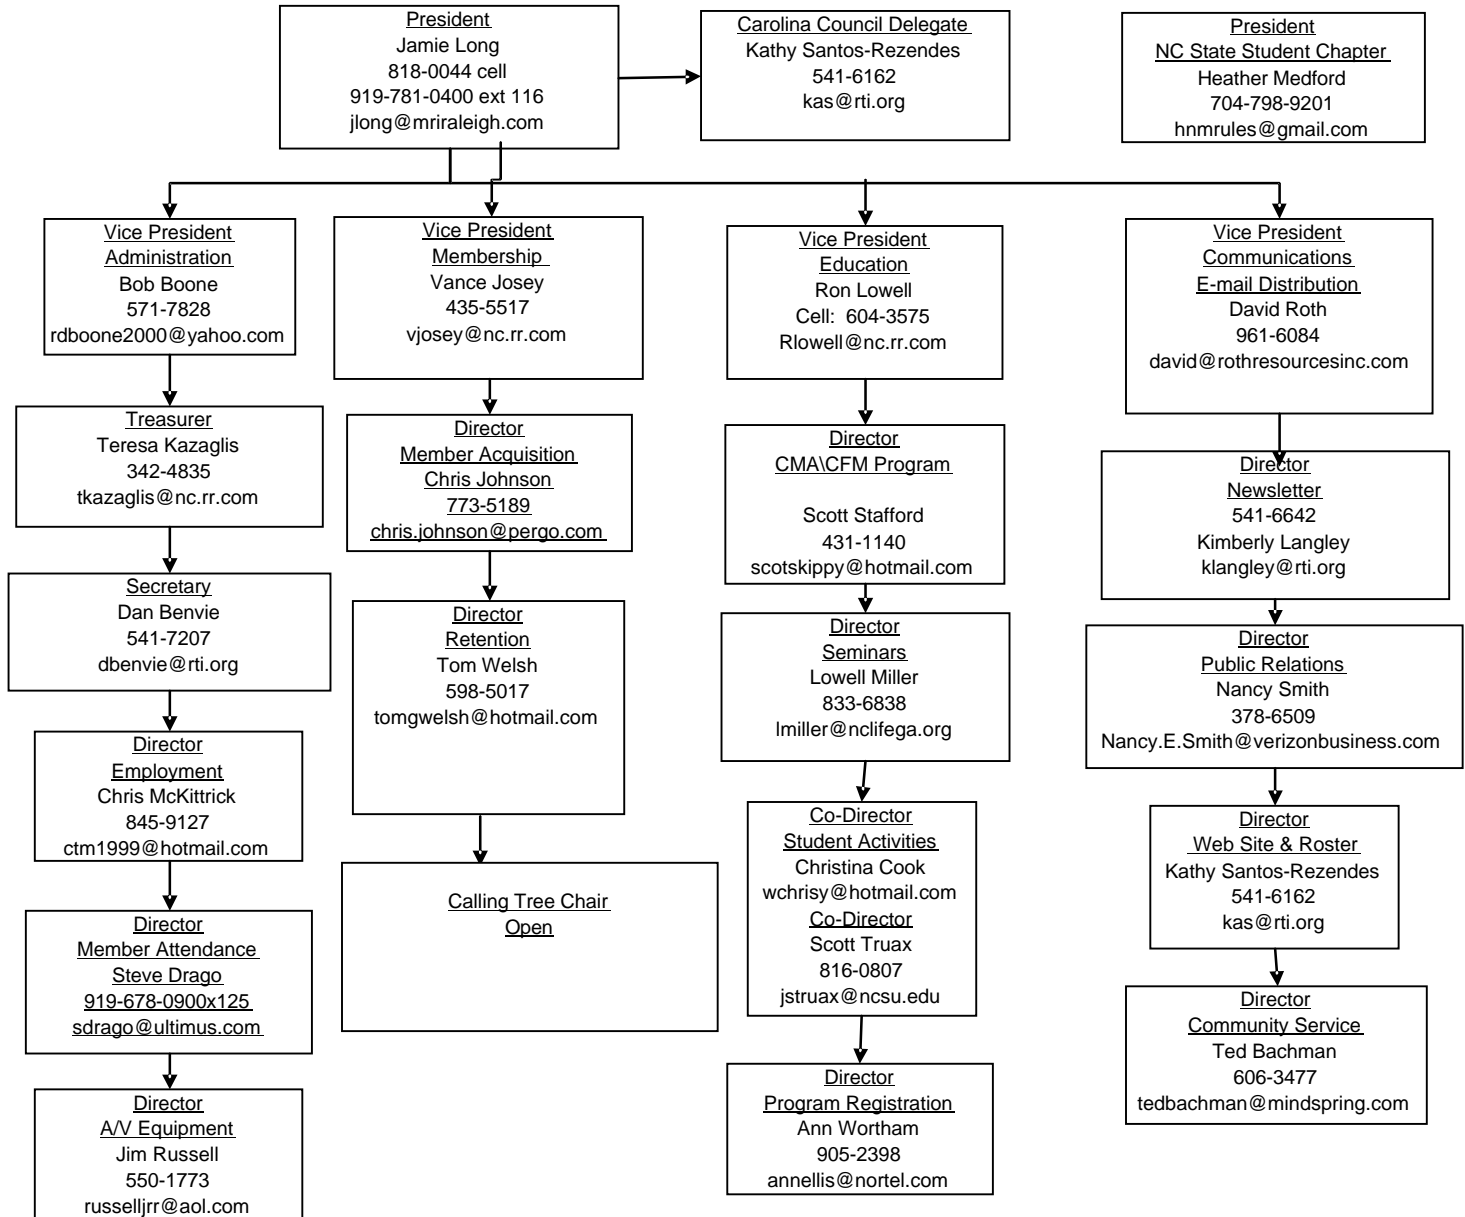 President
Jamie Long
818-0044 cell
919-781-0400 ext 116
jlong@mriraleigh.com
Carolina Council Delegate
Kathy Santos-Rezendes
541-6162
kas@rti.org
President
NC State Student Chapter
Heather Medford
704-798-9201
hnmrules@gmail.com
Vice President
Administration
Bob Boone
571-7828
rdboone2000@yahoo.com
Treasurer
Teresa Kazaglis
342-4835
tkazaglis@nc.rr.com
Secretary
Dan Benvie
541-7207
dbenvie@rti.org
Director
Employment
Chris McKittrick
845-9127
ctm1999@hotmail.com
Director
Member Attendance
Steve Drago
919-678-0900x125
sdrago@ultimus.com
Director
A/V Equipment
Jim Russell
550-1773
russelljrr@aol.com
Vice President
Membership
Vance Josey
435-5517
vjosey@nc.rr.com
Director
Member Acquisition
Chris Johnson
773-5189
chris.johnson@pergo.com
Director
Retention
Tom Welsh
598-5017
tomgwelsh@hotmail.com
Calling Tree Chair
Open
Vice President
Education
Ron Lowell
Cell:  604-3575
Rlowell@nc.rr.com
Director
CMA\CFM Program
Scott Stafford
431-1140
scotskippy@hotmail.com
Director
Seminars
Lowell Miller
833-6838
lmiller@nclifega.org
Co-Director
Student Activities
Christina Cook
wchrisy@hotmail.com
Co-Director
Scott Truax
816-0807
jstruax@ncsu.edu
Director
Program Registration
Ann Wortham
905-2398
annellis@nortel.com
Vice President
Communications
E-mail Distribution
David Roth
961-6084
david@rothresourcesinc.com
Director
Newsletter
541-6642
Kimberly Langley
klangley@rti.org
Director
Public Relations
Nancy Smith
378-6509
Nancy.E.Smith@verizonbusiness.com
Director
Web Site & Roster
Kathy Santos-Rezendes
541-6162
kas@rti.org
Director
Community Service
Ted Bachman
606-3477
tedbachman@mindspring.com